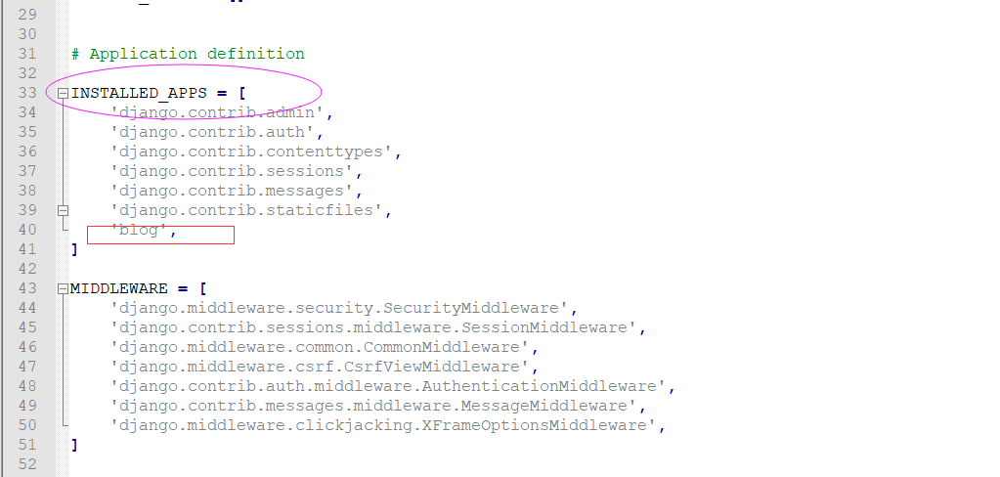 29
30
31 # Application definition
32
33 INSTALLED_APPS = [
34 'django.contrib.admin',
35 'django.contrib.auth',
36 'django.contrib.contenttypes',
37 'django.contrib.sessions',
38 'django.contrib.messages',
39 'django.contrib.staticfiles',
40 'blog',
41 ]
42
43 MIDDLEWARE = [
44 'django.middleware.security.SecurityMiddleware',
45 'django.contrib.sessions.middleware.SessionMiddleware',
46 'django.middleware.common.CommonMiddleware',
47 'django.middleware.csrf.CsrfViewMiddleware',
48 'django.contrib.auth.middleware.AuthenticationMiddleware',
49 'django.contrib.messages.middleware.MessageMiddleware',
50 'django.middleware.clickjacking.XFrameOptionsMiddleware',
51 ]
52